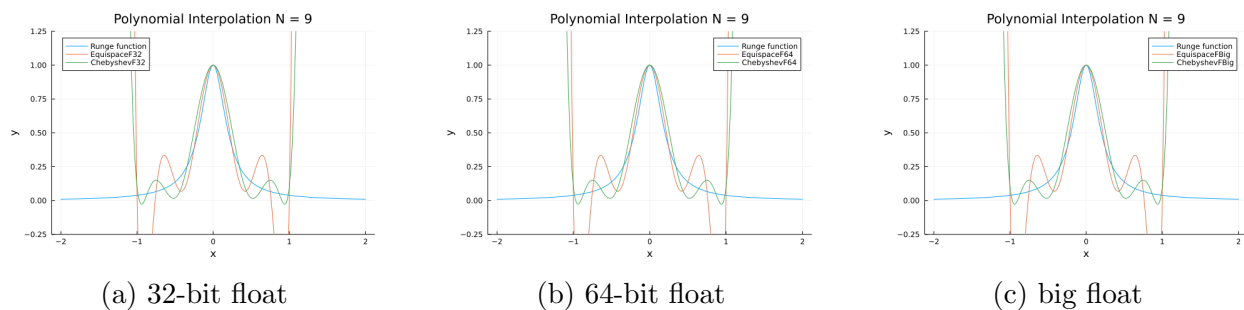 Polynomial Interpolation N = 9
1.25
1.00
0.75
0.50
0.25
0.00
−0.25
y
Runge function
EquispaceF32
ChebyshevF32
−2 −1 0 1 2
x
(a) 32-bit float
Polynomial Interpolation N = 9
1.25
1.00
0.75
0.50
0.25
0.00
−0.25
y
Runge function
EquispaceF64
ChebyshevF64
−2 −1 0 1 2
x
(b) 64-bit float
Polynomial Interpolation N = 9
1.25
1.00
0.75
0.50
0.25
0.00
−0.25
y
Runge function
EquispaceFBig
ChebyshevFBig
−2 −1 0 1 2
x
(c) big float